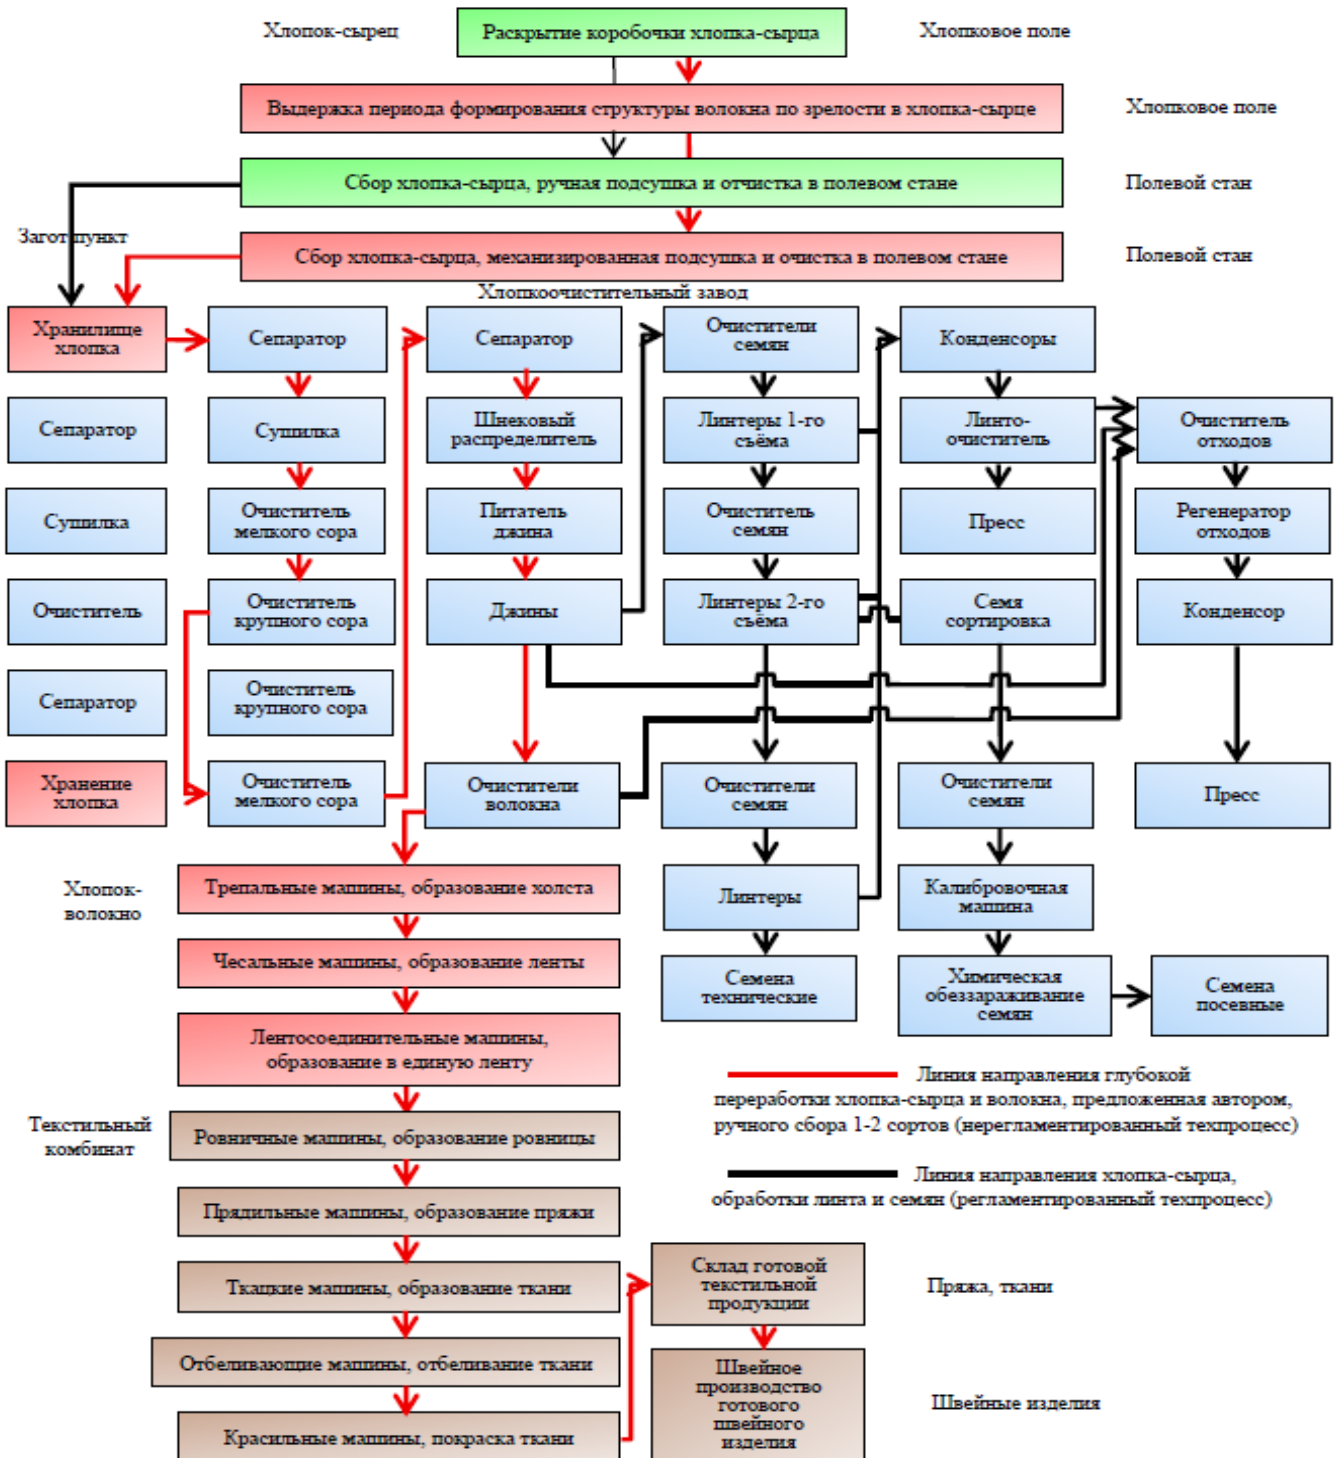 Хлопок-сырец
Раскрытие коробочки хлопка-сырца
Хлопковое поле
Выдержка периода формирования структуры волокна по зрелости в хлопка-сырце
Хлопковое поле
Сбор хлопка-сырца, ручная подсушка и отчистка в полевом стане
Полевой стан
Загот пункт
Сбор хлопка-сырца, механизированная подсушка и очистка в полевом стане
Полевой стан
Хлопкоочистительный завод
Хранилище
хлопка
Сепаратор
Сепаратор
Очистители
семян
Конденсоры
Сепаратор
Сушилка
Шнековый
распределитель
Линтеры 1-го
съёма
Линто-
очиститель
Очиститель
отходов
Сушилка
Очиститель
мелкого сора
Питатель
джина
Очиститель
семян
Пресс
Регенератор
отходов
Очиститель
Очиститель
крупного сора
Джины
Линтеры 2-го
съёма
Семя
сортировка
Конденсор
Сепаратор
Очиститель
крупного сора
Хранение
хлопка
Очиститель
мелкого сора
Очистители
волокна
Очистители
семян
Очистители
семян
Пресс
Хлопок-
волокно
Трепальные машины, образование холста
Линтеры
Калибровочная
машина
Чесальные машины, образование ленты
Семена
технические
Химическая
обеззараживание
семян
Семена
посевные
Лентосоединительные машины,
образование в единую ленту
Линия направления глубокой
переработки хлопка-сырца и волокна, предложенная автором,
ручного сбора 1-2 сортов (нерегламентированный техпроцесс)
Текстильный
комбинат
Ровничные машины, образование ровницы
Линия направления хлопка-сырца,
обработки линта и семян (регламентированный техпроцесс)
Прядильные машины, образование пряжи
Ткацкие машины, образование ткани
Склад готовой
текстильной
продукции
Пряжа, ткани
Отбеливающие машины, отбеливание ткани
Швейное
производство
готового
швейного
изделия
Швейные изделия
Красильные машины, покраска ткани